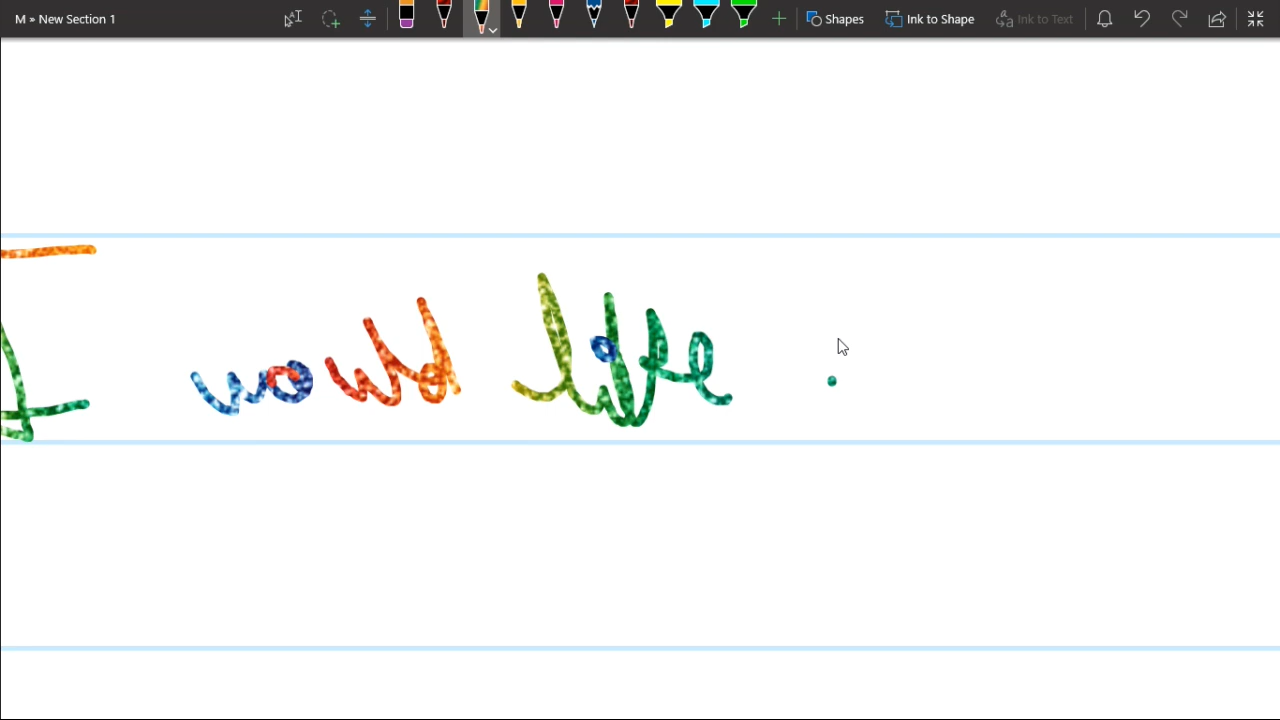 M » New Section 1 Shapes Ink to Shape Ink to Text
I would like .